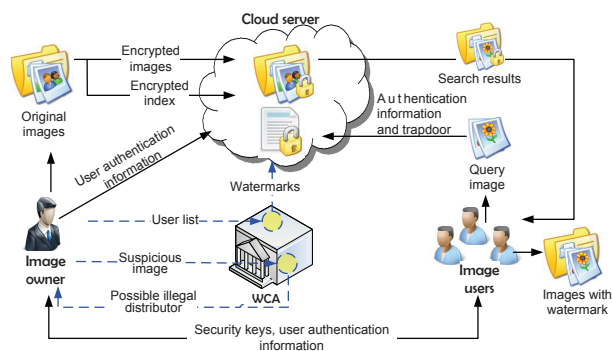 Cloud server
Encrypted
images
Encrypted
index
Original
images
Search results
Authentication
information
and trapdoor
User authentication
information
Watermarks
Query
image
User list
Image
owner
Suspicious
image
WCA
Image
users
Possible illegal
distributor
Images with
watermark
Security keys, user authentication
information